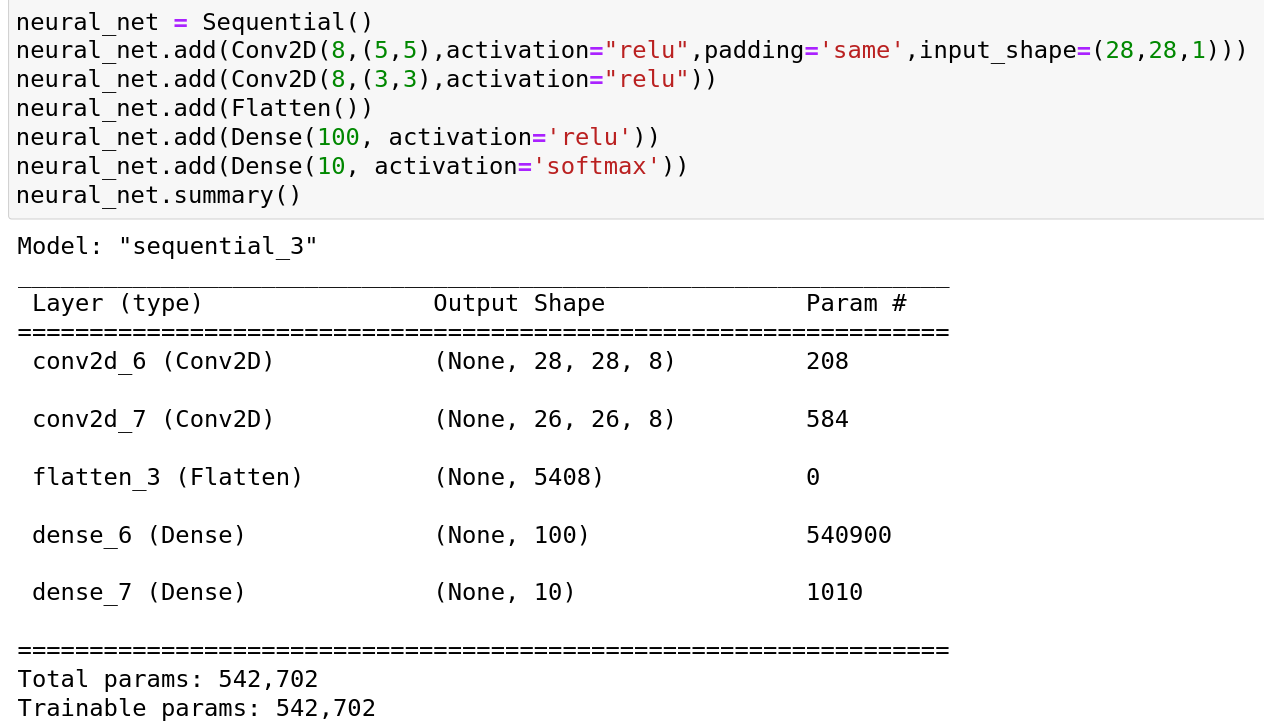 neural_net = Sequential()
neural_net.add(Conv2D(8,(5,5),activation="relu",padding='same',input_shape=(28,28,1)))
neural_net.add(Conv2D(8,(3,3),activation="relu"))
neural_net.add(Flatten())
neural_net.add(Dense(100, activation='relu'))
neural_net.add(Dense(10, activation='softmax'))
neural_net.summary()
Model: "sequential_3"
_________________________________________________________________
Layer (type) Output Shape Param #
=================================================================
conv2d_6 (Conv2D) (None, 28, 28, 8) 208
conv2d_7 (Conv2D) (None, 26, 26, 8) 584
flatten_3 (Flatten) (None, 5408) 0
dense_6 (Dense) (None, 100) 540900
dense_7 (Dense) (None, 10) 1010
=================================================================
Total params: 542,702
Trainable params: 542,702